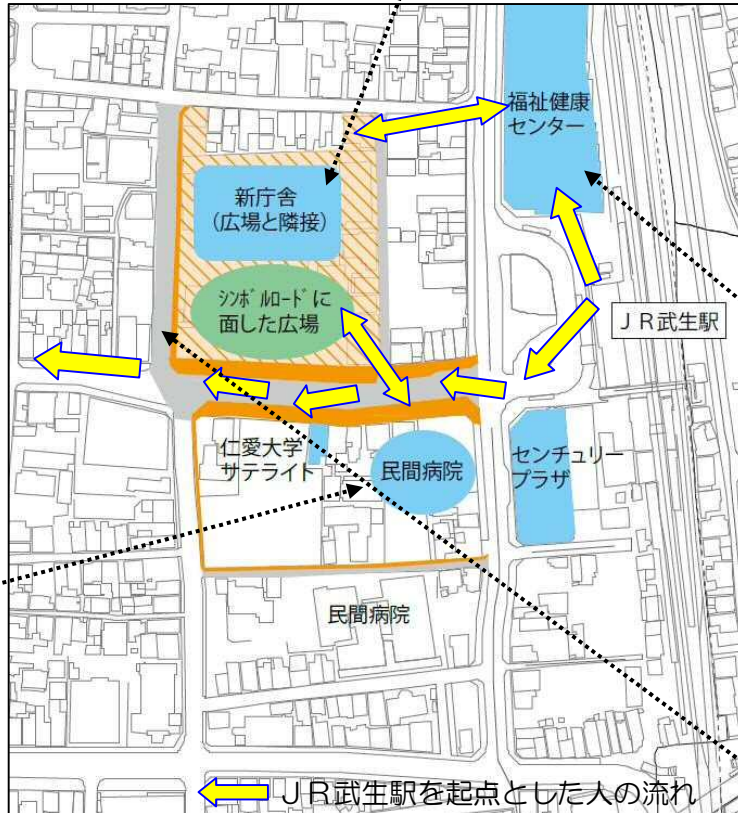 福祉健康
センター
新庁舎
(広場と隣接)
シンボルロードに
面した広場
JR武生駅
仁愛大学
サテライト
民間病院
センチュリー
プラザ
民間病院
JR武生駅を起点とした人の流れ